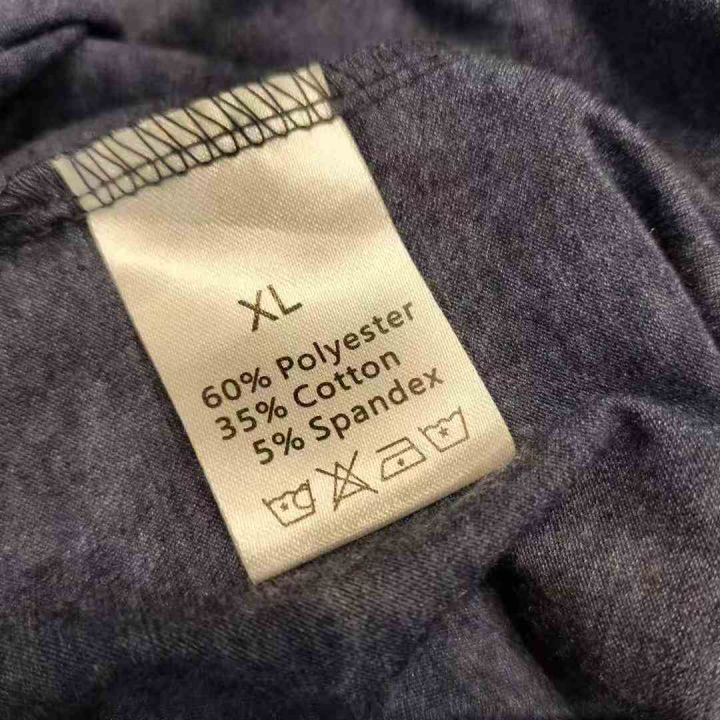 XL
60% Polyester
35% Cotton
5% Spandex